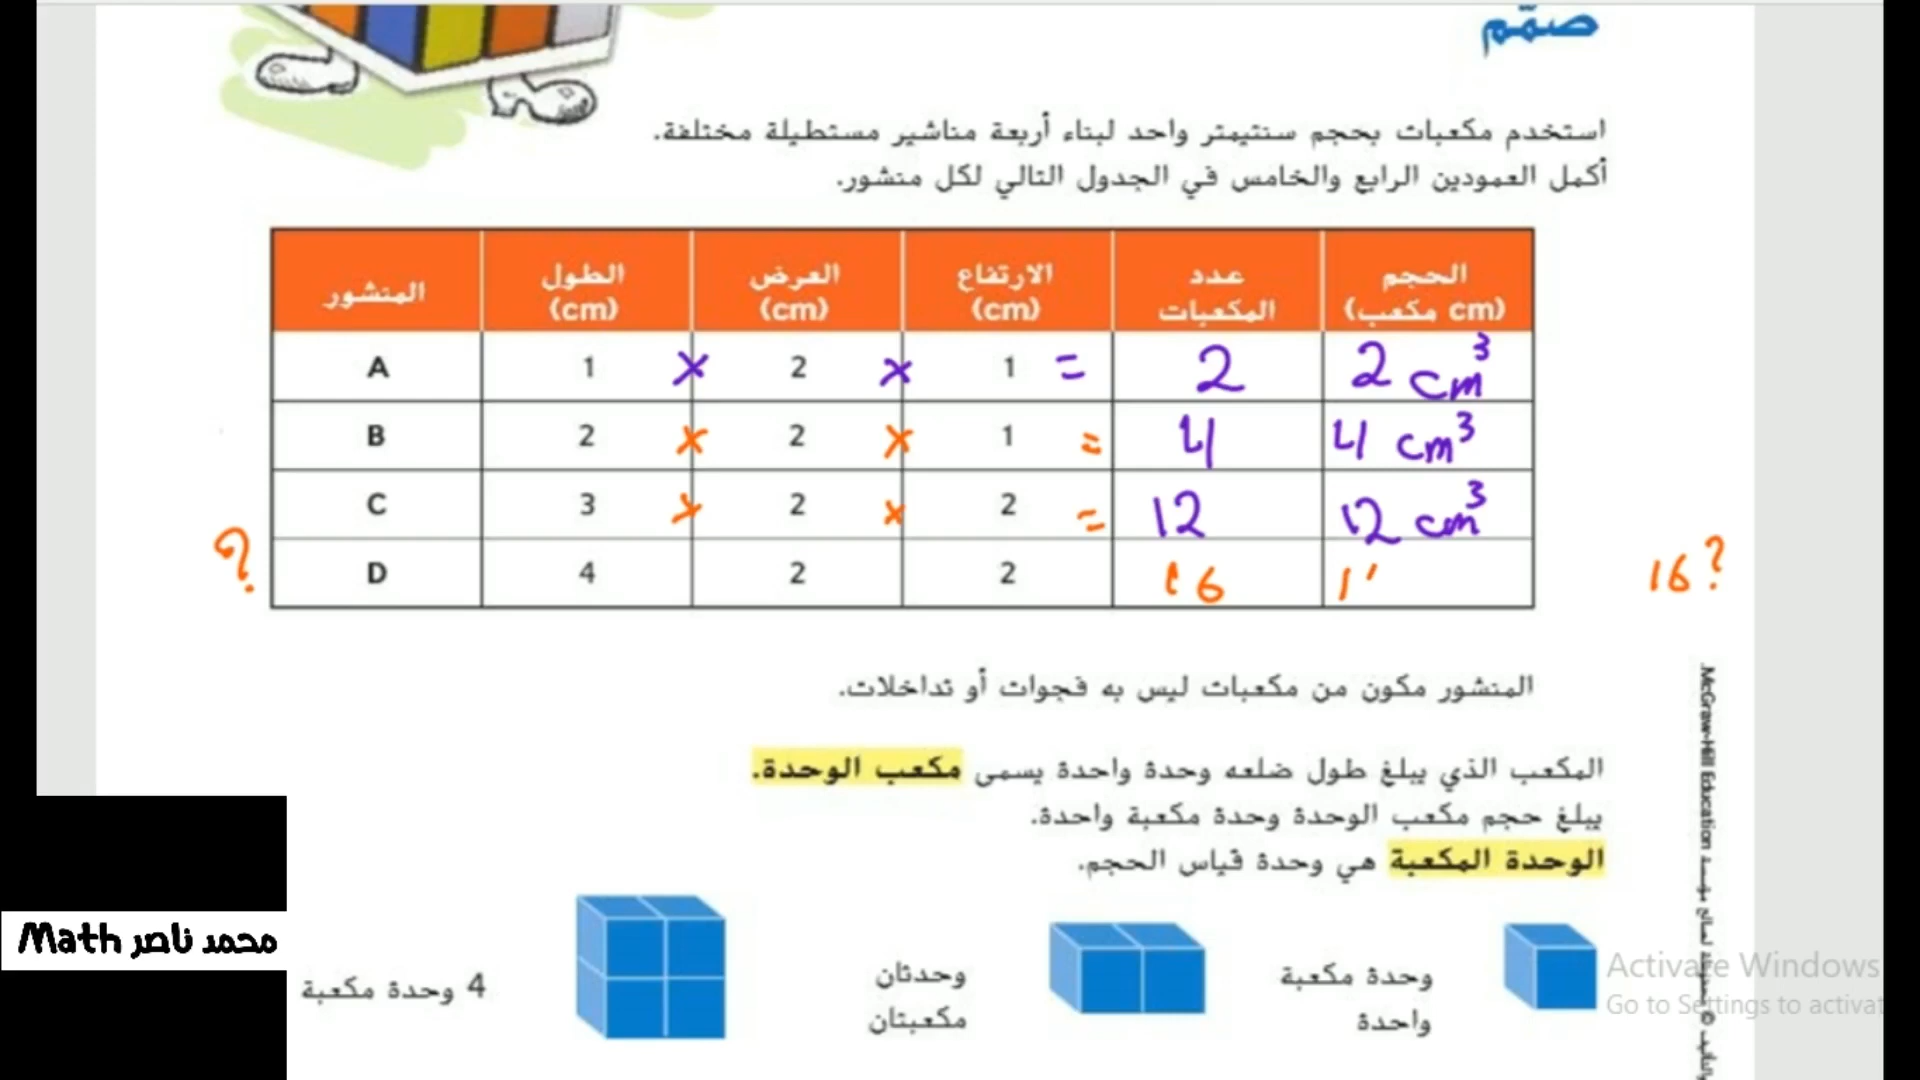 صمّم
استخدم مكعبات بحجم سنتيمتر واحد لبناء أربعة مناشير مستطيلة مختلفة.
أكمل العمودين الرابع والخامس في الجدول التالي لكل منشور.
المنشور الطول (cm) العرض (cm) الارتفاع (cm) عدد المكعبات الحجم (cm مكعب)
A 1 × 2 × 1 = 2 2 cm³
B 2 × 2 × 1 = 4 4 cm³
C 3 × 2 × 2 = 12 12 cm³
? D 4 2 2 16 16?
المنشور مكون من مكعبات ليس به فجوات أو تداخلات.
المكعب الذي يبلغ طول ضلعه وحدة واحدة يسمى مكعب الوحدة.
يبلغ حجم مكعب الوحدة وحدة مكعبة واحدة.
الوحدة المكعبة هي وحدة قياس الحجم.
وحدة مكعبة
واحدة
وحدتان
مكعبتان
4 وحدة مكعبة
Math محمد ناصر
Activate Windows
Go to Settings to activat
McGraw-Hill Education